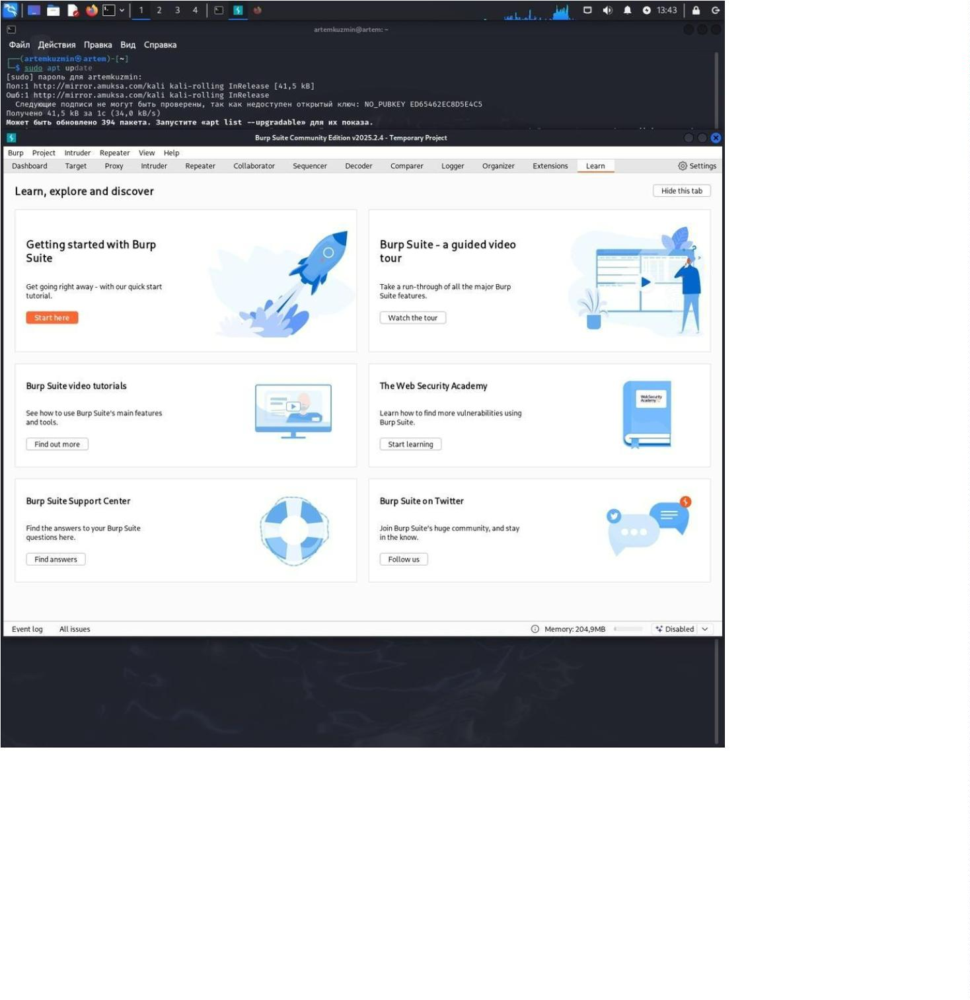 1 2 3 4 13:43
artemkuzmin@artem: ~
Файл Действия Правка Вид Справка
┌──(artemkuzmin㉿artem)-[~]
└─$ sudo apt update
[sudo] пароль для artemkuzmin:
Пол:1 http://mirror.amuksa.com/kali kali-rolling InRelease [41,5 kB]
Ошб:1 http://mirror.amuksa.com/kali kali-rolling InRelease
Следующие подписи не могут быть проверены, так как недоступен открытый ключ: NO_PUBKEY ED65462EC8D5E4C5
Получено 41,5 kB за 1с (34,0 kB/s)
Может быть обновлено 394 пакета. Запустите «apt list --upgradable» для их показа.
Burp Suite Community Edition v2025.2.4 - Temporary Project
Burp Project Intruder Repeater View Help
Dashboard Target Proxy Intruder Repeater Collaborator Sequencer Decoder Comparer Logger Organizer Extensions Learn Settings
Learn, explore and discover
Hide this tab
Getting started with Burp
Suite
Get going right away - with our quick start
tutorial.
Start here
Burp Suite - a guided video
tour
Take a run-through of all the major Burp
Suite features.
Watch the tour
Burp Suite video tutorials
See how to use Burp Suite's main features
and tools.
Find out more
The Web Security Academy
Learn how to find more vulnerabilities using
Burp Suite.
Start learning
WebSecurity
Academy
Burp Suite Support Center
Find the answers to your Burp Suite
questions here.
Find answers
Burp Suite on Twitter
Join Burp Suite's huge community, and stay
in the know.
Follow us
Event log All issues Memory: 204,9MB Disabled